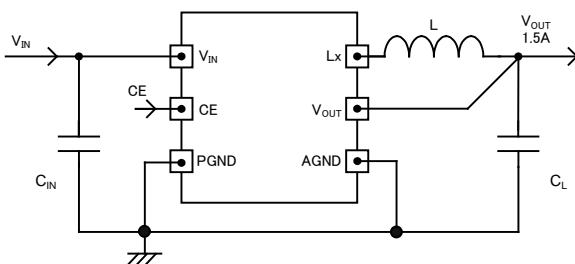 V_IN
V_IN
CE
CE
PGND
C_IN
Lx
V_OUT
AGND
L
V_OUT
1.5A
C_L